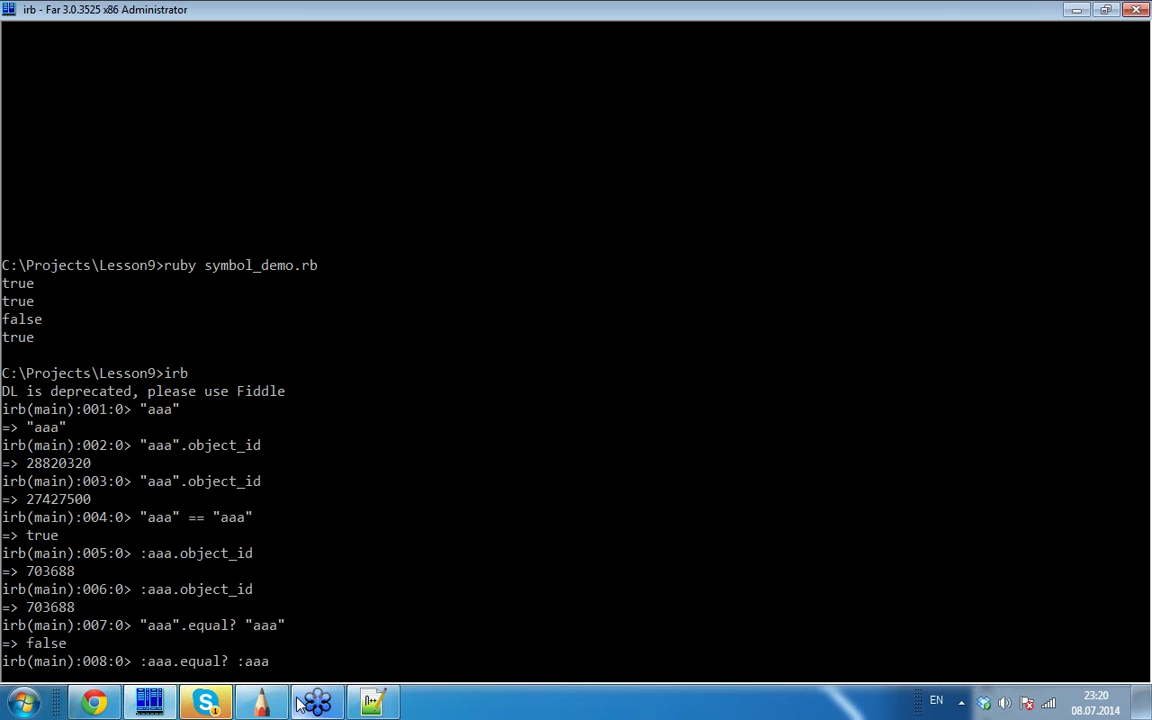 irb - Far 3.0.3525 x86 Administrator
C:\Projects\Lesson9>ruby symbol_demo.rb
true
true
false
true
C:\Projects\Lesson9>irb
DL is deprecated, please use Fiddle
irb(main):001:0> "aaa"
=> "aaa"
irb(main):002:0> "aaa".object_id
=> 28820320
irb(main):003:0> "aaa".object_id
=> 27427500
irb(main):004:0> "aaa" == "aaa"
=> true
irb(main):005:0> :aaa.object_id
=> 703688
irb(main):006:0> :aaa.object_id
=> 703688
irb(main):007:0> "aaa".equal? "aaa"
=> false
irb(main):008:0> :aaa.equal? :aaa
EN
23:20
08.07.2014